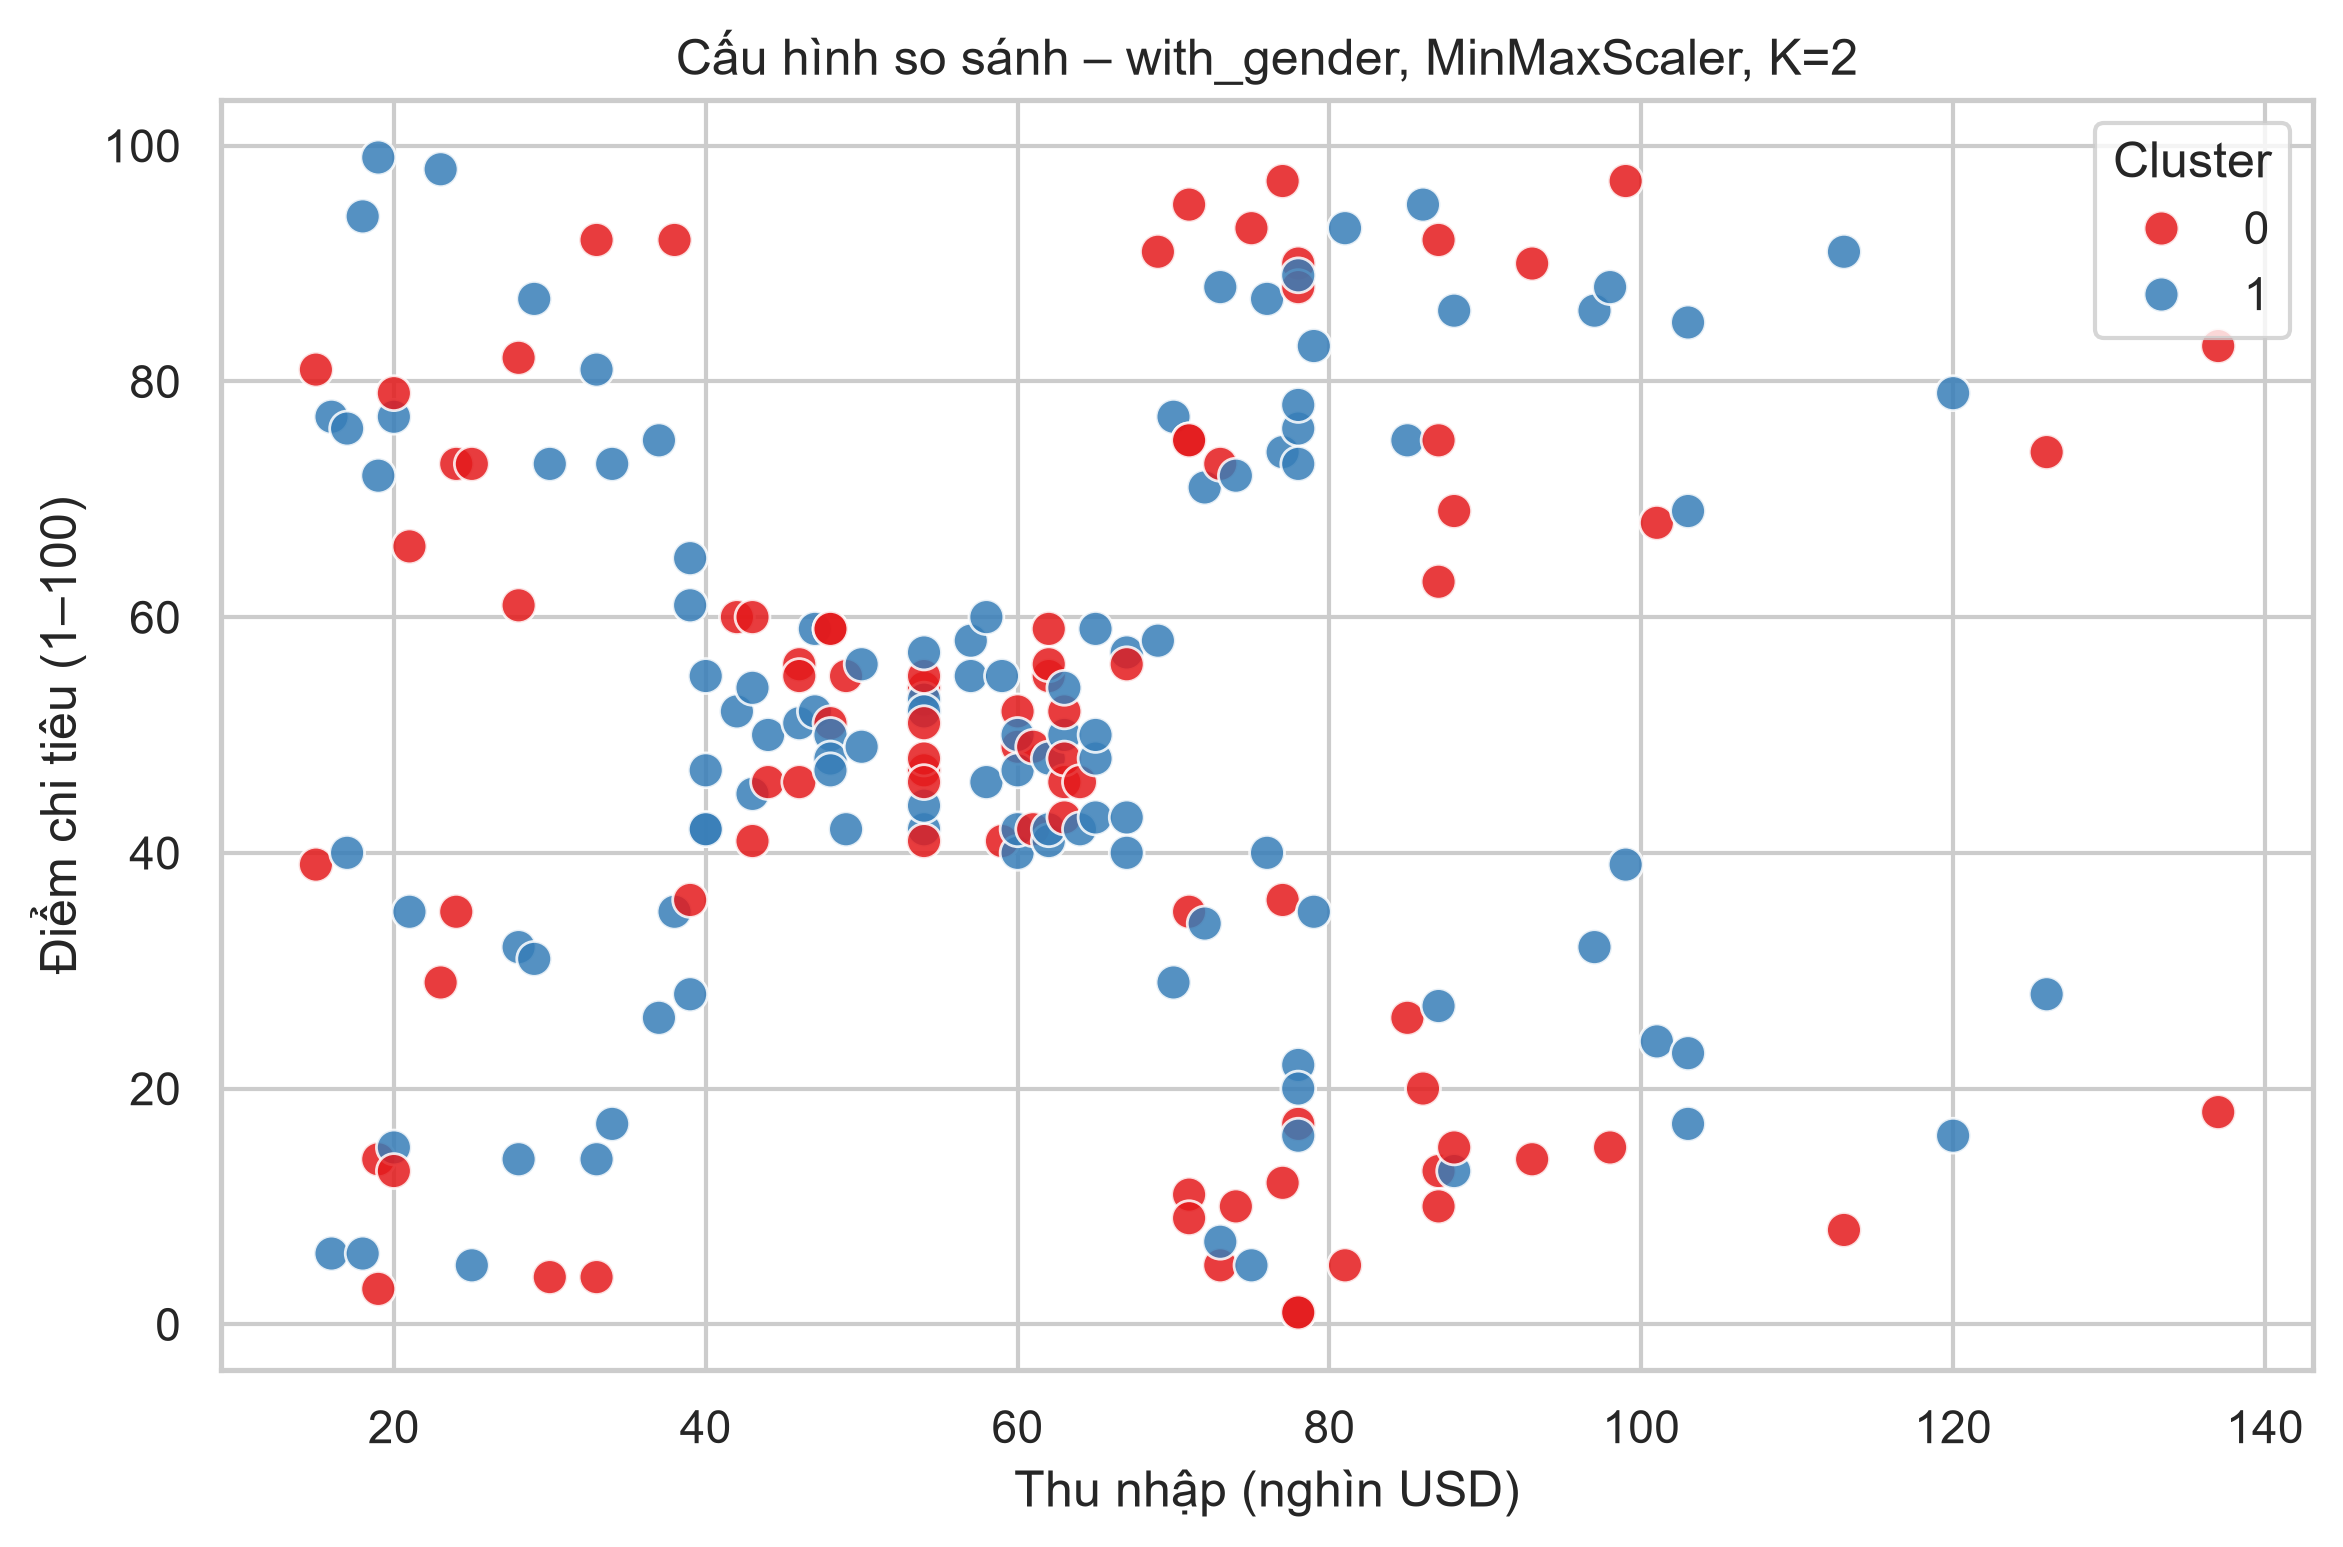 Cấu hình so sánh – with_gender, MinMaxScaler, K=2
Cluster
0
1
100
80
60
40
20
0
Điểm chi tiêu (1–100)
20 40 60 80 100 120 140
Thu nhập (nghìn USD)